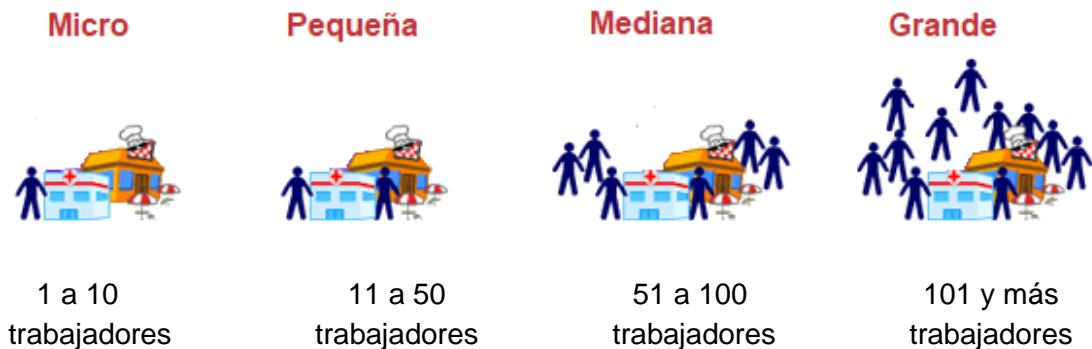 Micro
Pequeña
Mediana
Grande
1 a 10
trabajadores
11 a 50
trabajadores
51 a 100
trabajadores
101 y más
trabajadores